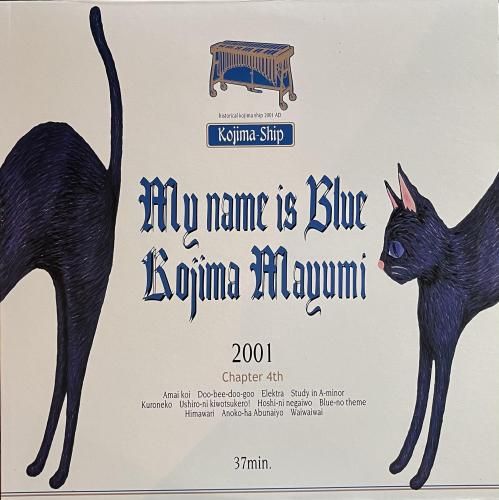 historical kojima ship 2001 AD
Kojima-Ship
My name is Blue
Kojima Mayumi
2001
Chapter 4th
Amai koi Doo-bee-doo-goo Elektra Study in A-minor
Kuroneko Ushiro-ni kiwotsukero! Hoshi-ni negaiwo Blue-no theme
Himawari Anoko-ha Abunaiyo Waiwaiwai
37min.